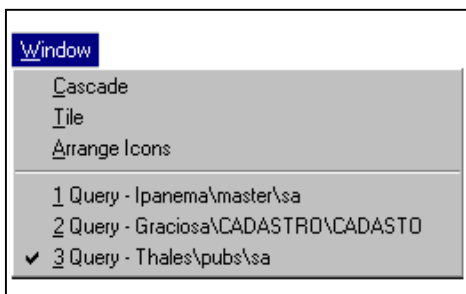 Window
Cascade
Tile
Arrange Icons
1 Query - Ipanema\master\sa
2 Query - Graciosa\CADASTRO\CADASTO
3 Query - Thales\pubs\sa